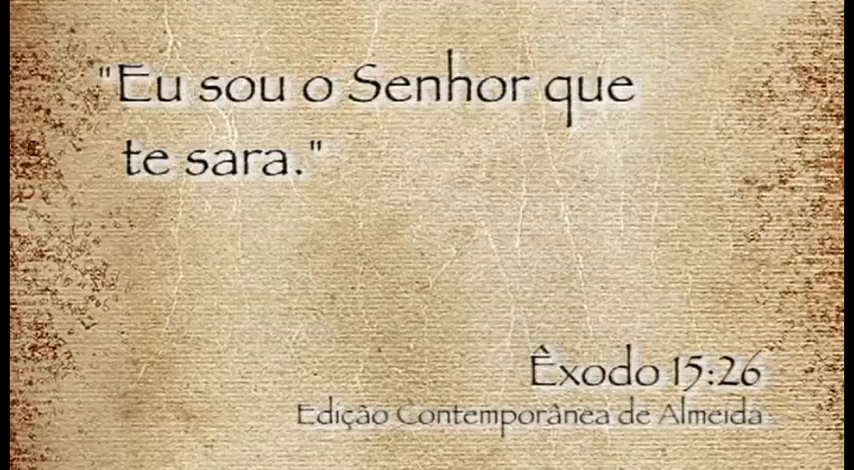 "Eu sou o Senhor que
te sara."
Êxodo 15:26
Edição Contemporânea de Almeida